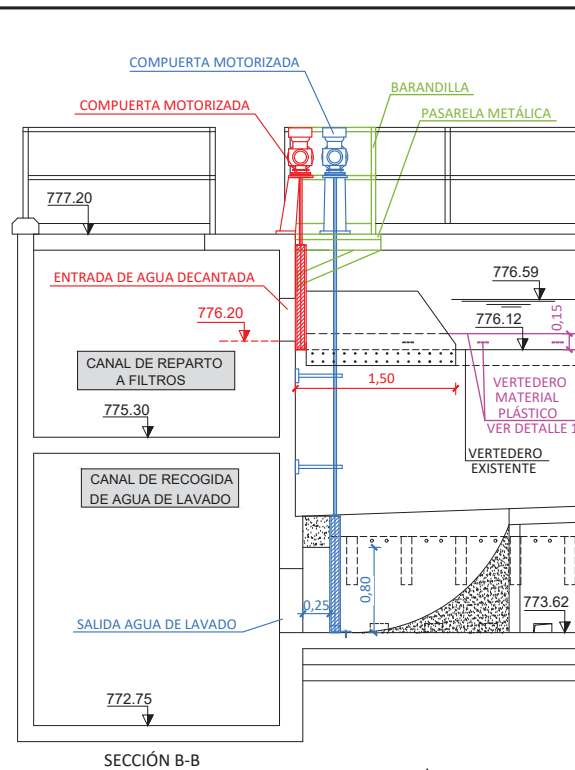 COMPUERTA MOTORIZADA
COMPUERTA MOTORIZADA
BARANDILLA
PASARELA METÁLICA
777.20
ENTRADA DE AGUA DECANTADA
776.59
776.20
776.12
0,15
CANAL DE REPARTO
A FILTROS
1,50
VERTEDERO
MATERIAL
PLÁSTICO
VER DETALLE 1
775.30
VERTEDERO
EXISTENTE
CANAL DE RECOGIDA
DE AGUA DE LAVADO
0,80
0,25
773.62
SALIDA AGUA DE LAVADO
772.75
SECCIÓN B-B